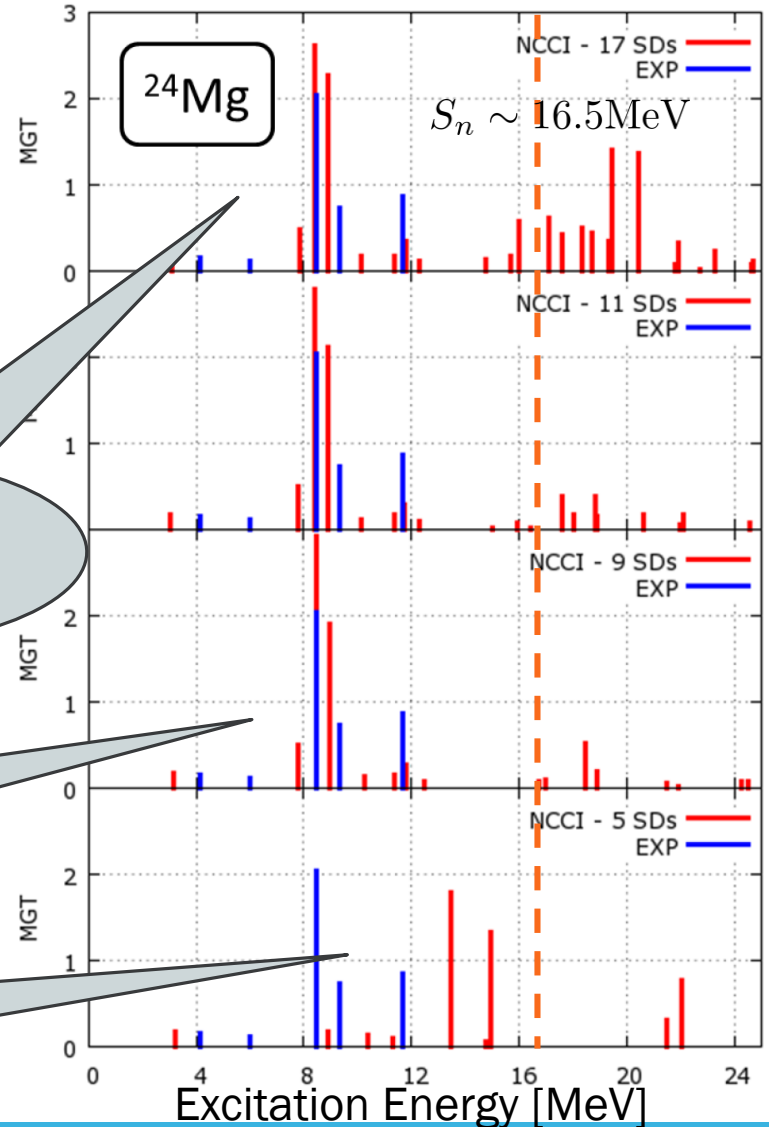 3
NCCI - 17 SDs
EXP
²⁴Mg
2
S_n ∼ 16.5MeV
MGT
1
0
NCCI - 11 SDs
EXP
1
NCCI - 9 SDs
EXP
2
MGT
1
0
NCCI - 5 SDs
EXP
2
MGT
1
0
0 4 8 12 16 20 24
Excitation Energy [MeV]